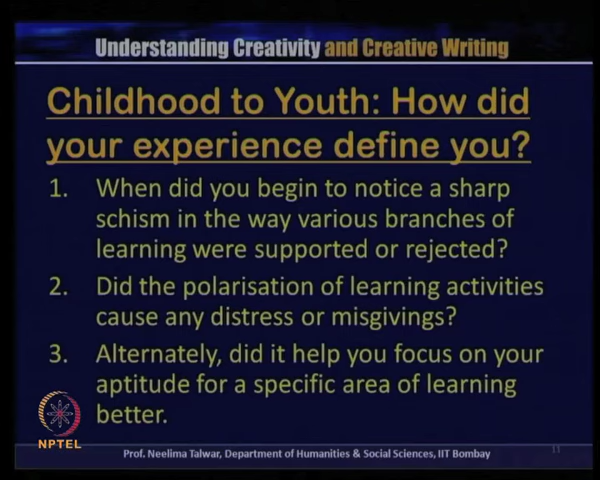 Understanding Creativity and Creative Writing
Childhood to Youth: How did
your experience define you?
1. When did you begin to notice a sharp
schism in the way various branches of
learning were supported or rejected?
2. Did the polarisation of learning activities
cause any distress or misgivings?
3. Alternately, did it help you focus on your
aptitude for a specific area of learning
better.
NPTEL
Prof. Neelima Talwar, Department of Humanities & Social Sciences, IIT Bombay
11